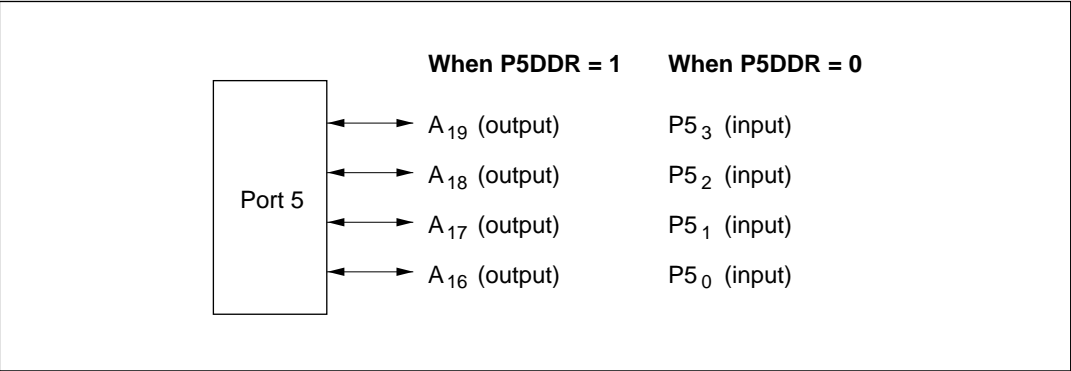 When P5DDR = 1 When P5DDR = 0
A19 (output) P53 (input)
A18 (output) P52 (input)
Port 5
A17 (output) P51 (input)
A16 (output) P50 (input)